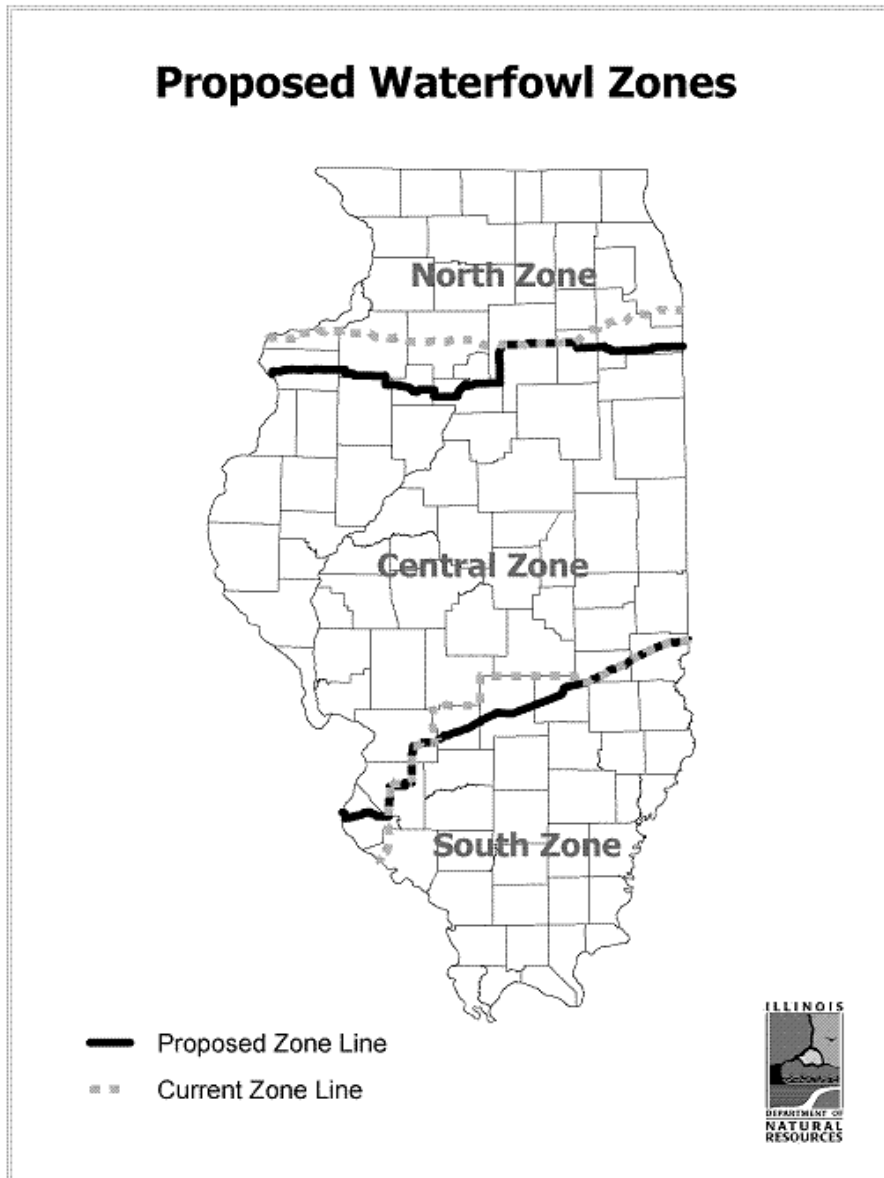 Proposed Waterfowl Zones
North Zone
Central Zone
South Zone
Proposed Zone Line
Current Zone Line
ILLINOIS
DEPARTMENT OF
NATURAL
RESOURCES